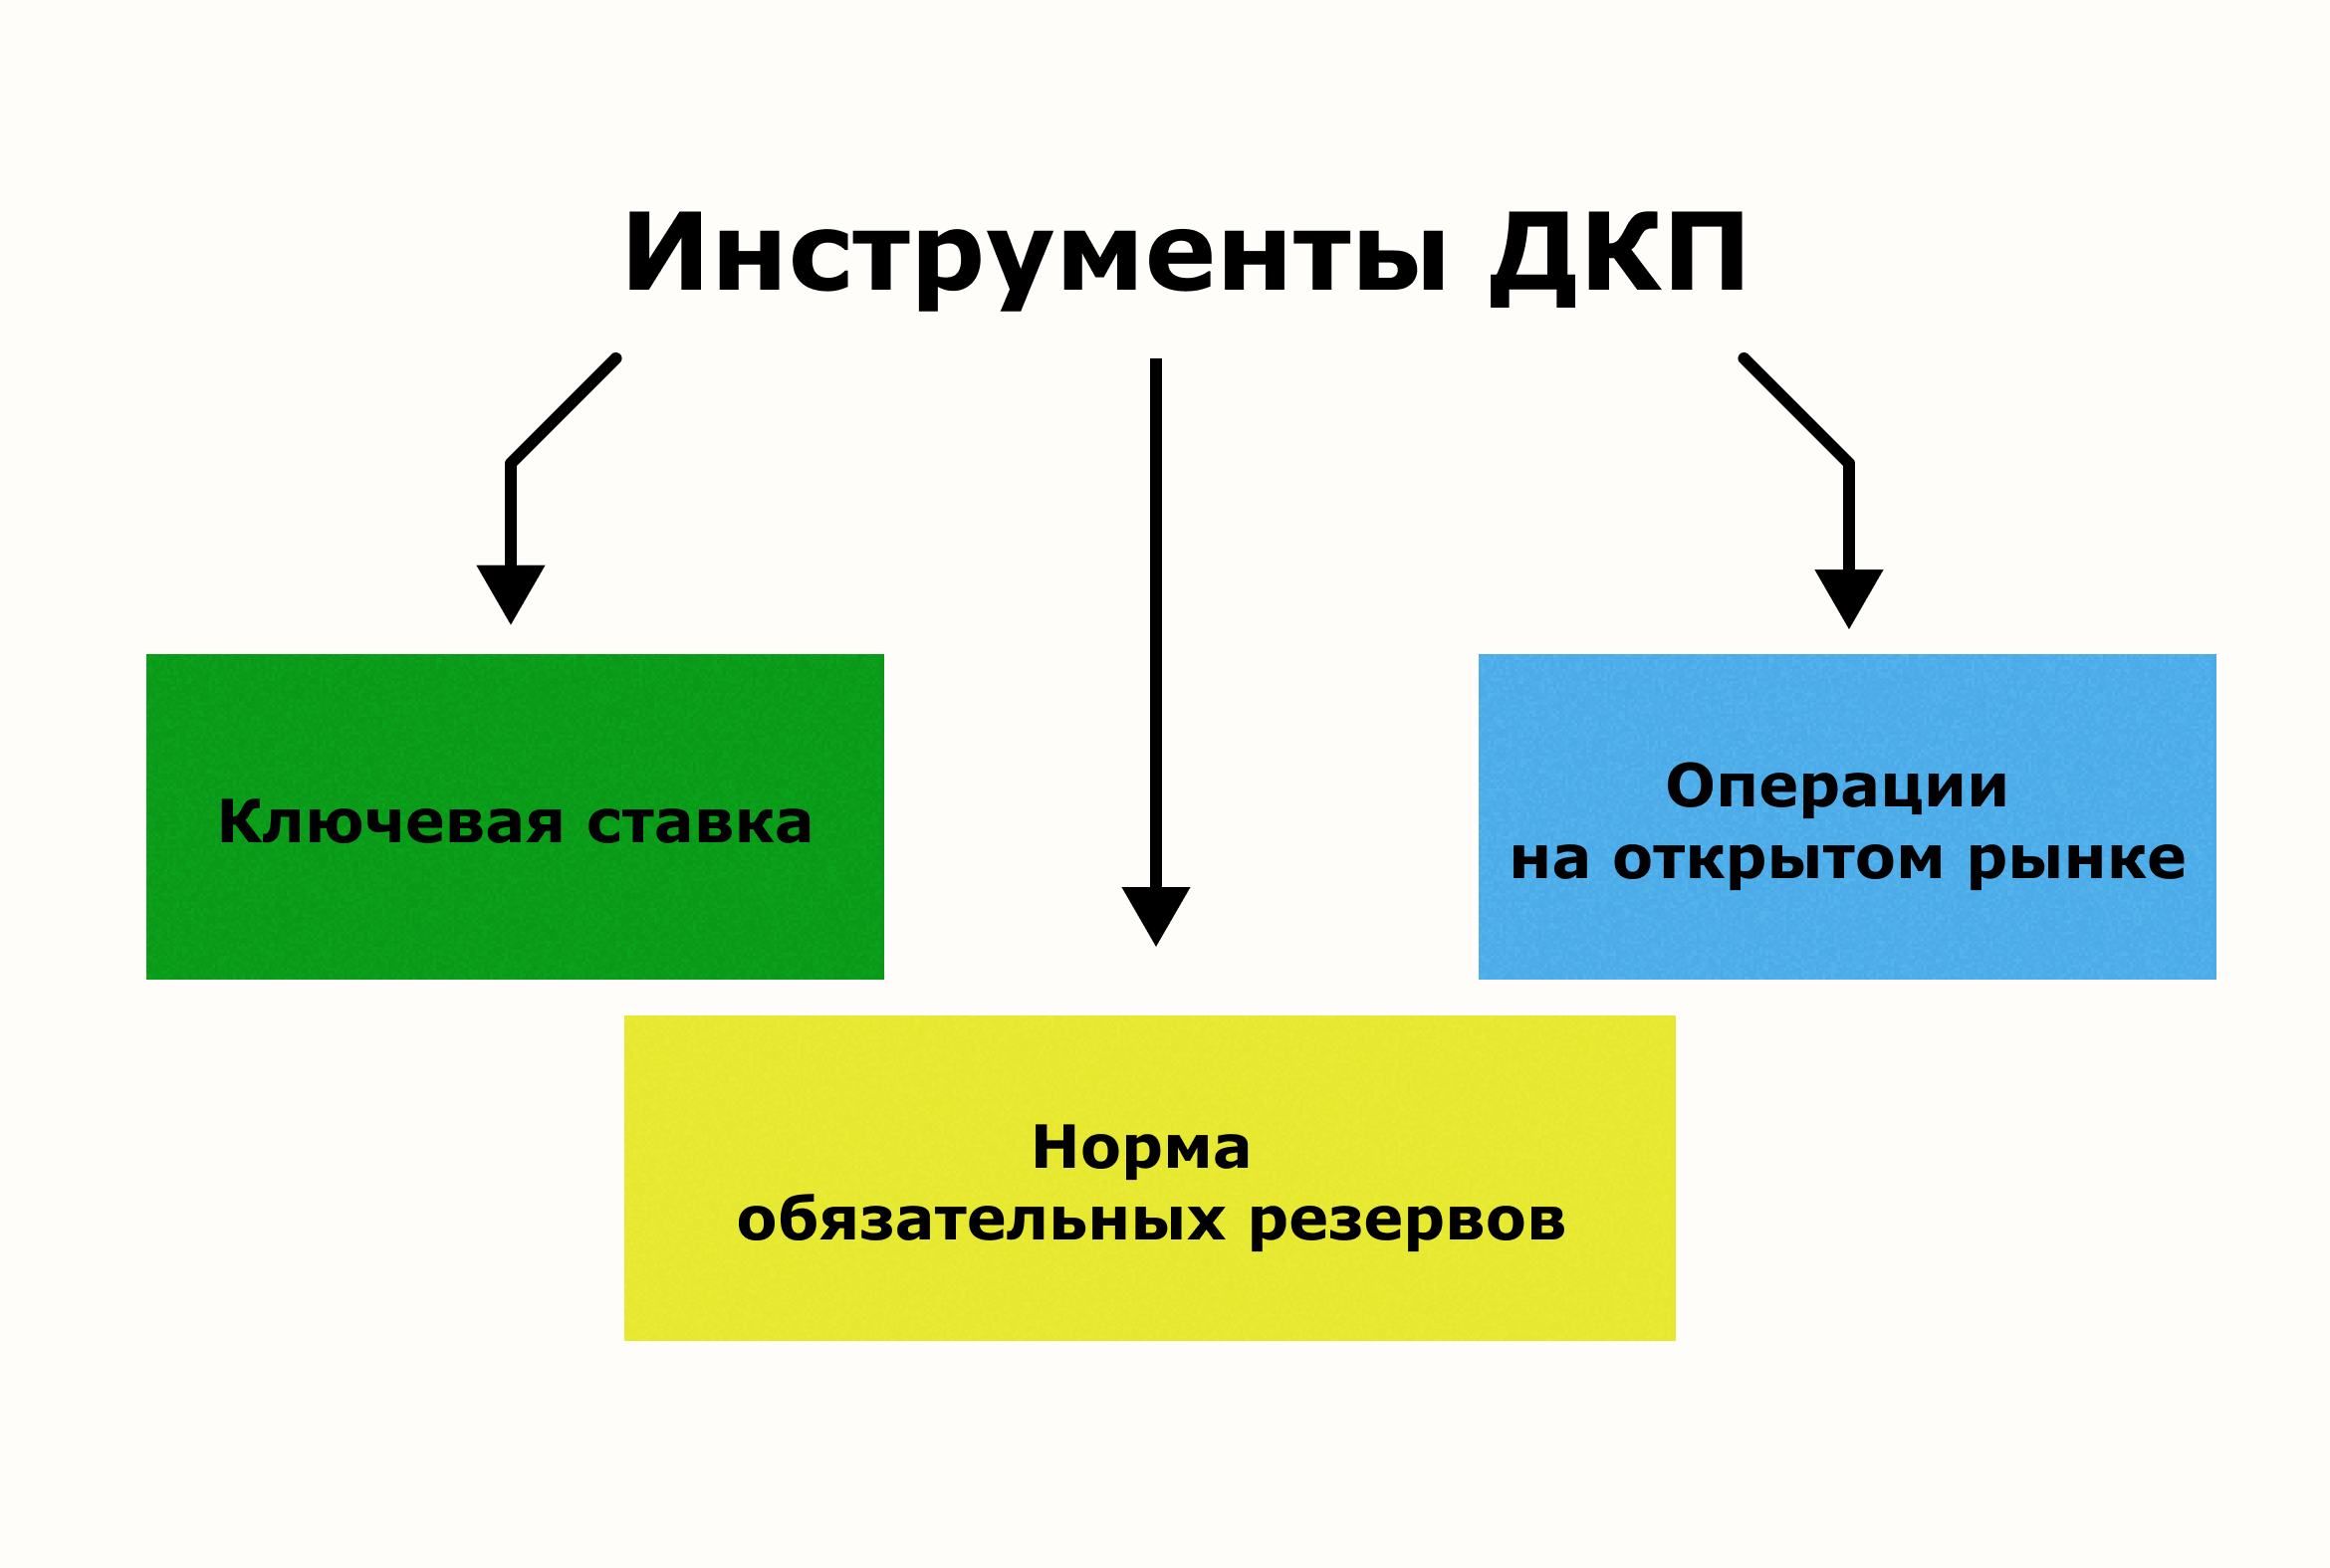 Инструменты ДКП
Ключевая ставка
Операции
на открытом рынке
Норма
обязательных резервов